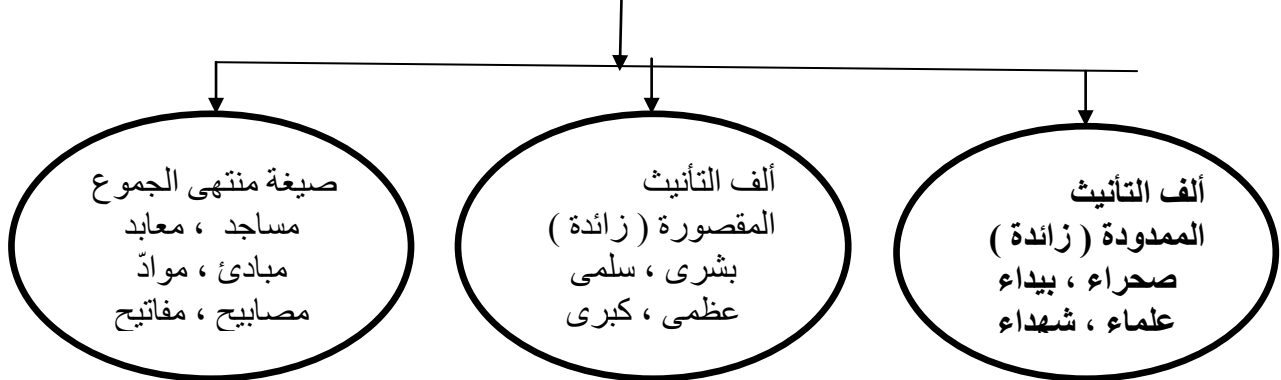 ألف التأنيث
الممدودة ( زائدة )
صحراء ، بيداء
علماء ، شهداء
ألف التأنيث
المقصورة ( زائدة )
بشرى ، سلمى
عظمى ، كبرى
صيغة منتهى الجموع
مساجد ، معابد
مبادئ ، موادّ
مصابيح ، مفاتيح